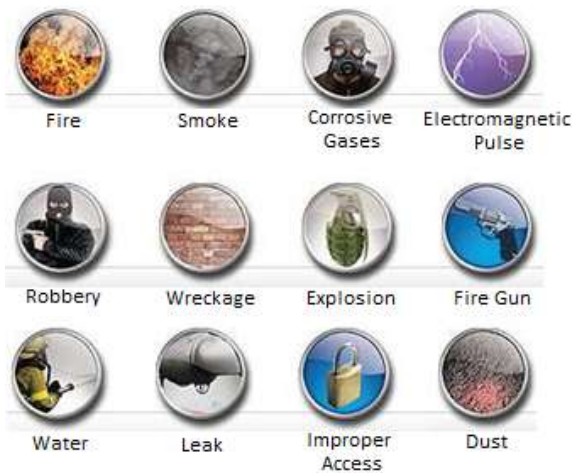 Fire
Smoke
Corrosive
Gases
Electromagnetic
Pulse
Robbery
Wreckage
Explosion
Fire Gun
Water
Leak
Improper
Access
Dust